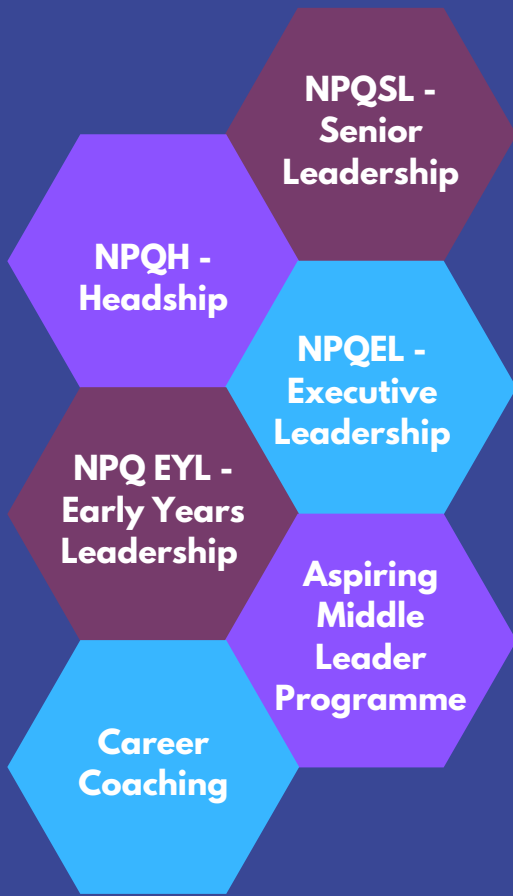 NPQSL -
Senior
Leadership
NPQH -
Headship
NPQEL -
Executive
Leadership
NPQ EYL -
Early Years
Leadership
Aspiring
Middle
Leader
Programme
Career
Coaching